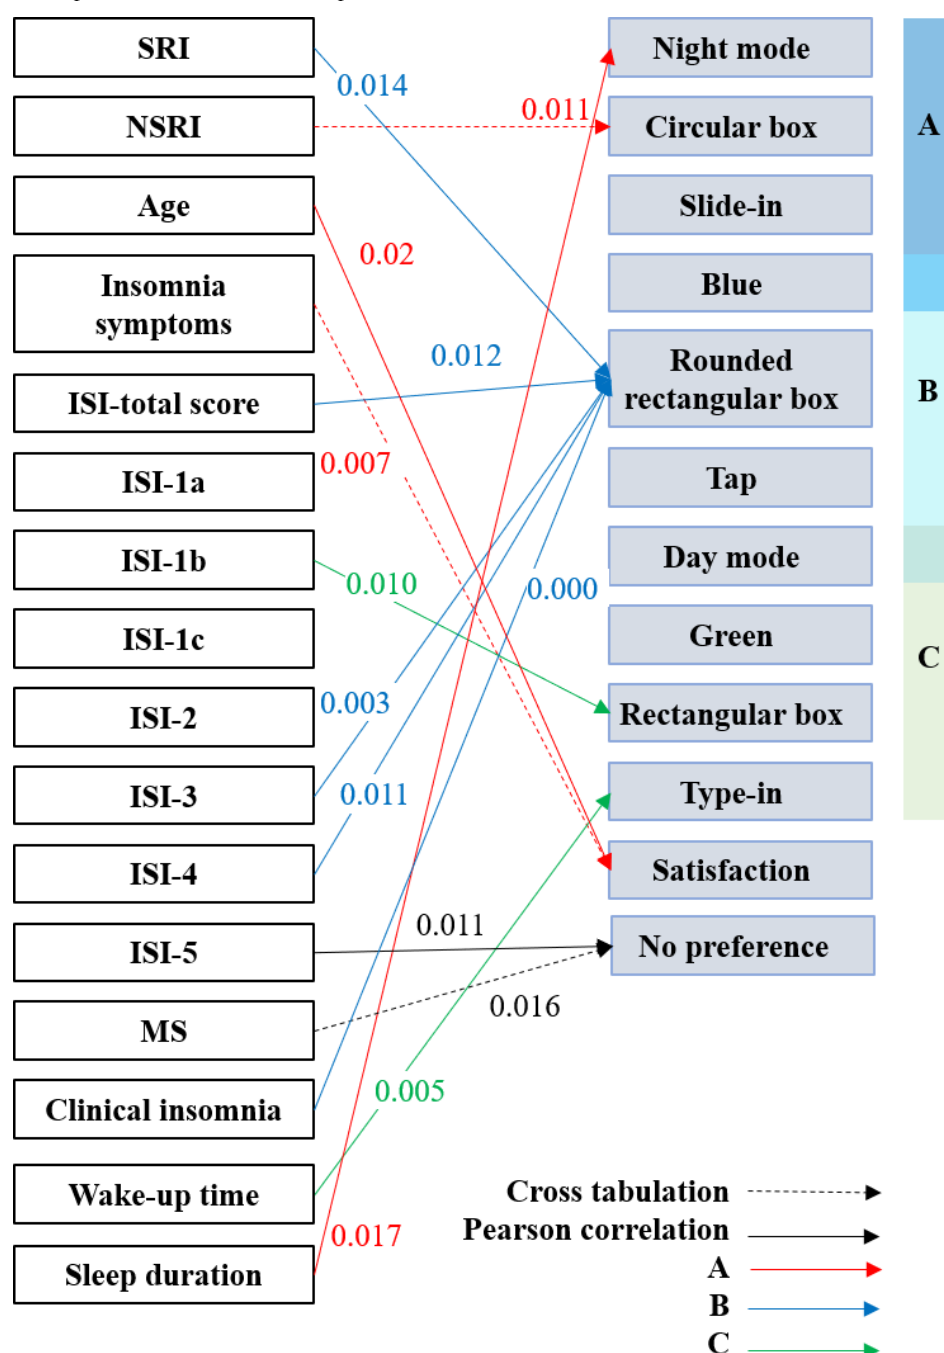 SRI
NSRI
Age
Insomnia
symptoms
ISI-total score
ISI-1a
ISI-1b
ISI-1c
ISI-2
ISI-3
ISI-4
ISI-5
MS
Clinical insomnia
Wake-up time
Sleep duration
0.014
0.011
0.02
0.012
0.007
0.010
0.000
0.003
0.011
0.011
0.016
0.005
0.017
Night mode
Circular box
Slide-in
Blue
Rounded
rectangular box
Tap
Day mode
Green
Rectangular box
Type-in
Satisfaction
No preference
A
B
C
Cross tabulation
Pearson correlation
A
B
C